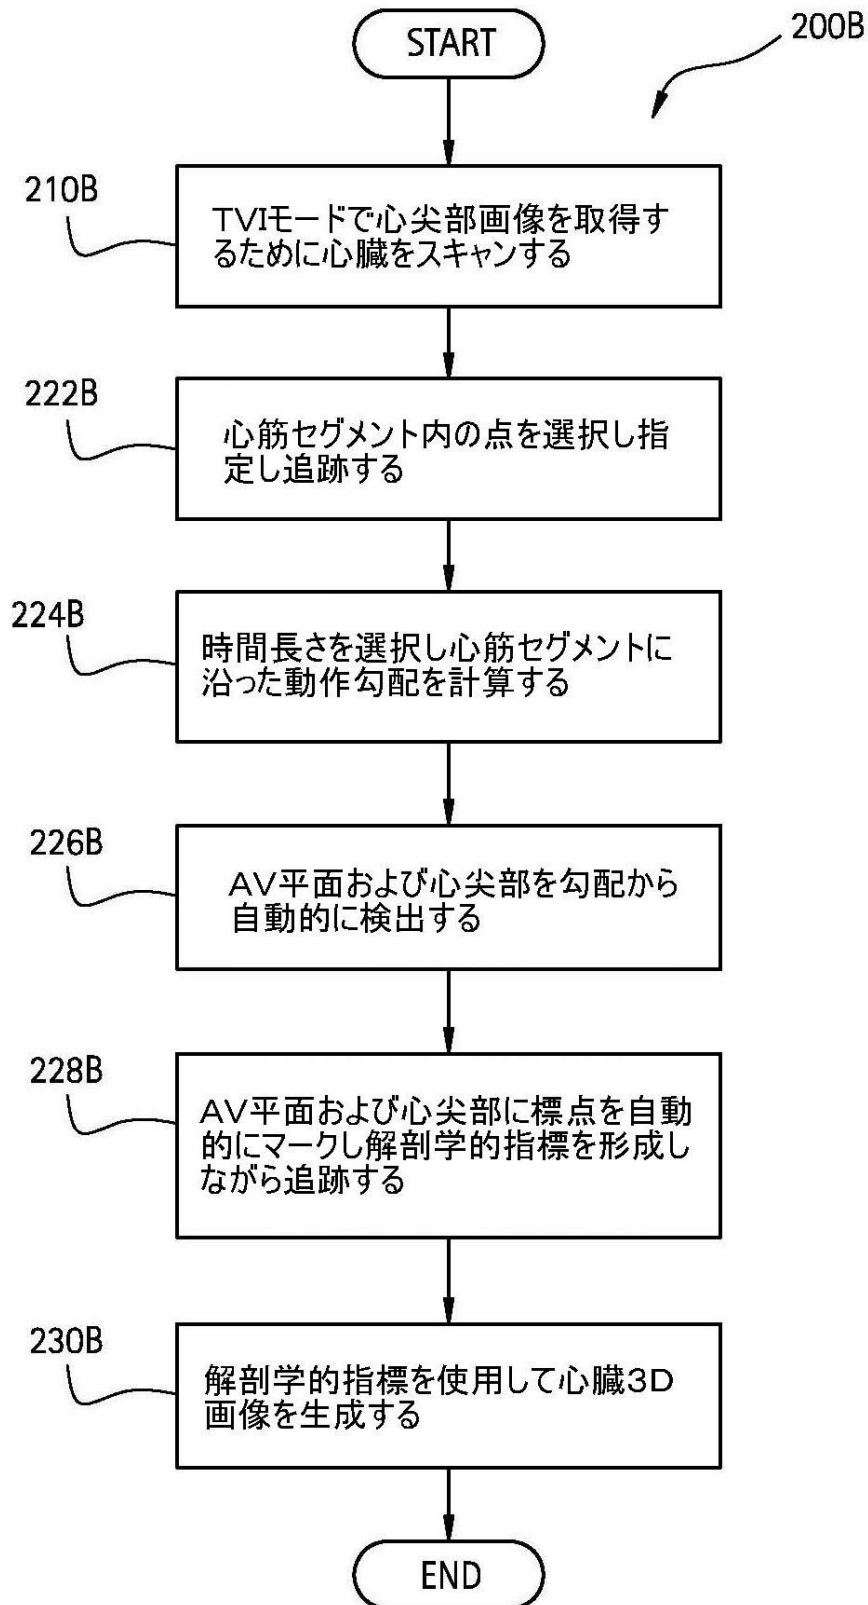 START
200B
210B
TVIモードで心尖部画像を取得す
るために心臓をスキャンする
222B
心筋セグメント内の点を選択し指
定し追跡する
224B
時間長さを選択し心筋セグメントに
沿った動作勾配を計算する
226B
AV平面および心尖部を勾配から
自動的に検出する
228B
AV平面および心尖部に標点を自動
的にマークし解剖学的指標を形成し
ながら追跡する
230B
解剖学的指標を使用して心臓3D
画像を生成する
END